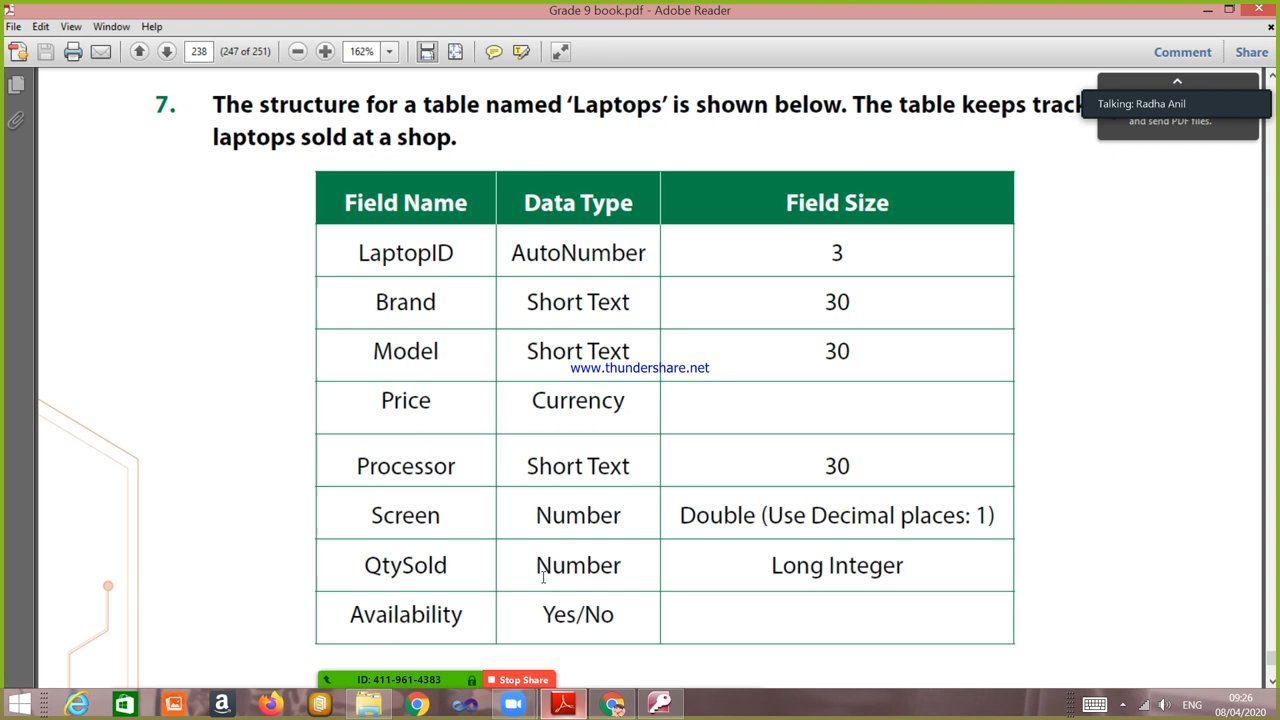 Grade 9 book.pdf - Adobe Reader
File Edit View Window Help
238 (247 of 251) 162% Comment Share
Talking: Radha Anil
and send PDF files.
7. The structure for a table named ‘Laptops’ is shown below. The table keeps track
laptops sold at a shop.
Field Name Data Type Field Size
LaptopID AutoNumber 3
Brand Short Text 30
Model Short Text 30
www.thundershare.net
Price Currency
Processor Short Text 30
Screen Number Double (Use Decimal places: 1)
QtySold Number Long Integer
Availability Yes/No
ID: 411-961-4383 Stop Share
ENG 09:26
08/04/2020